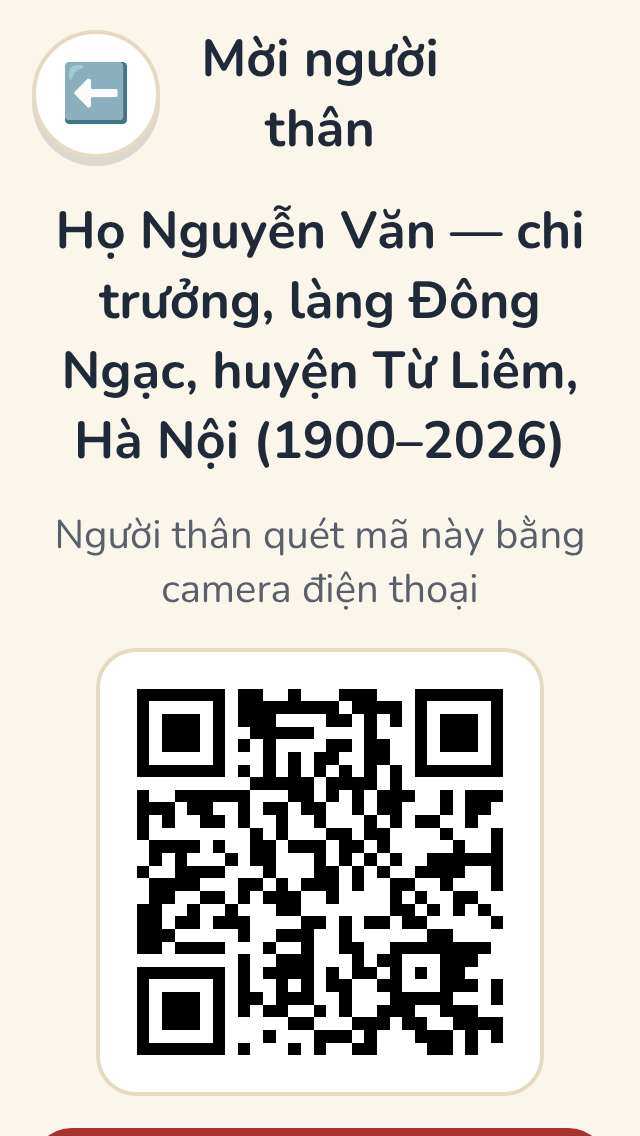 Mời người
thân
Họ Nguyễn Văn — chi
trưởng, làng Đông
Ngạc, huyện Từ Liêm,
Hà Nội (1900–2026)
Người thân quét mã này bằng
camera điện thoại